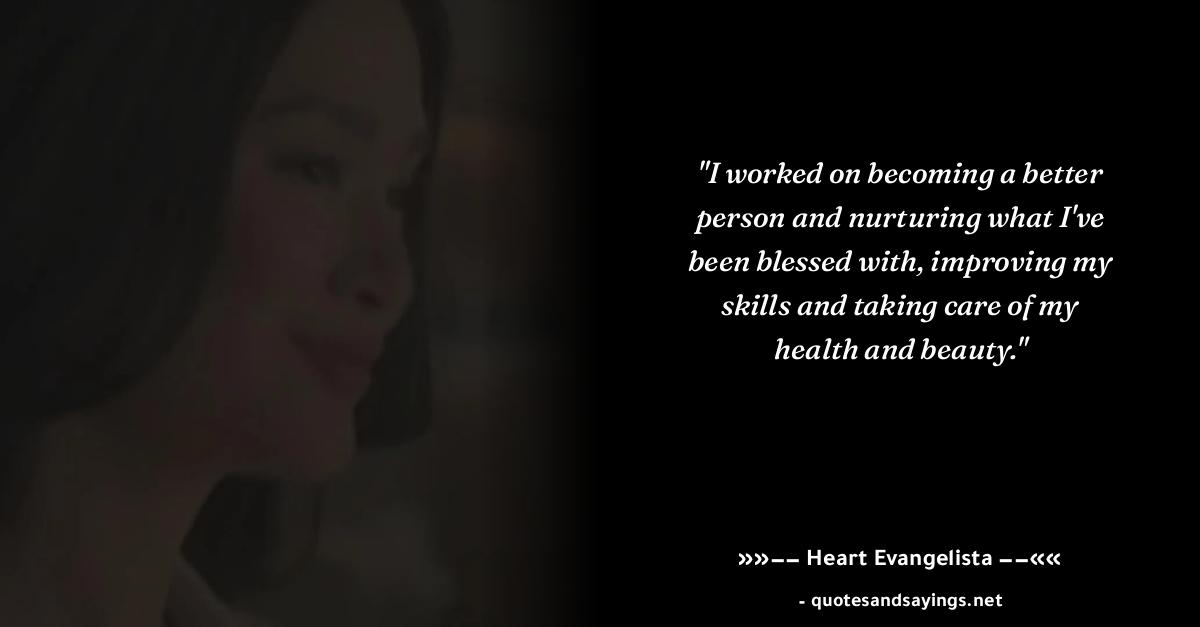 "I worked on becoming a better
person and nurturing what I've
been blessed with, improving my
skills and taking care of my
health and beauty."
»»–– Heart Evangelista ––««
- quotesandsayings.net